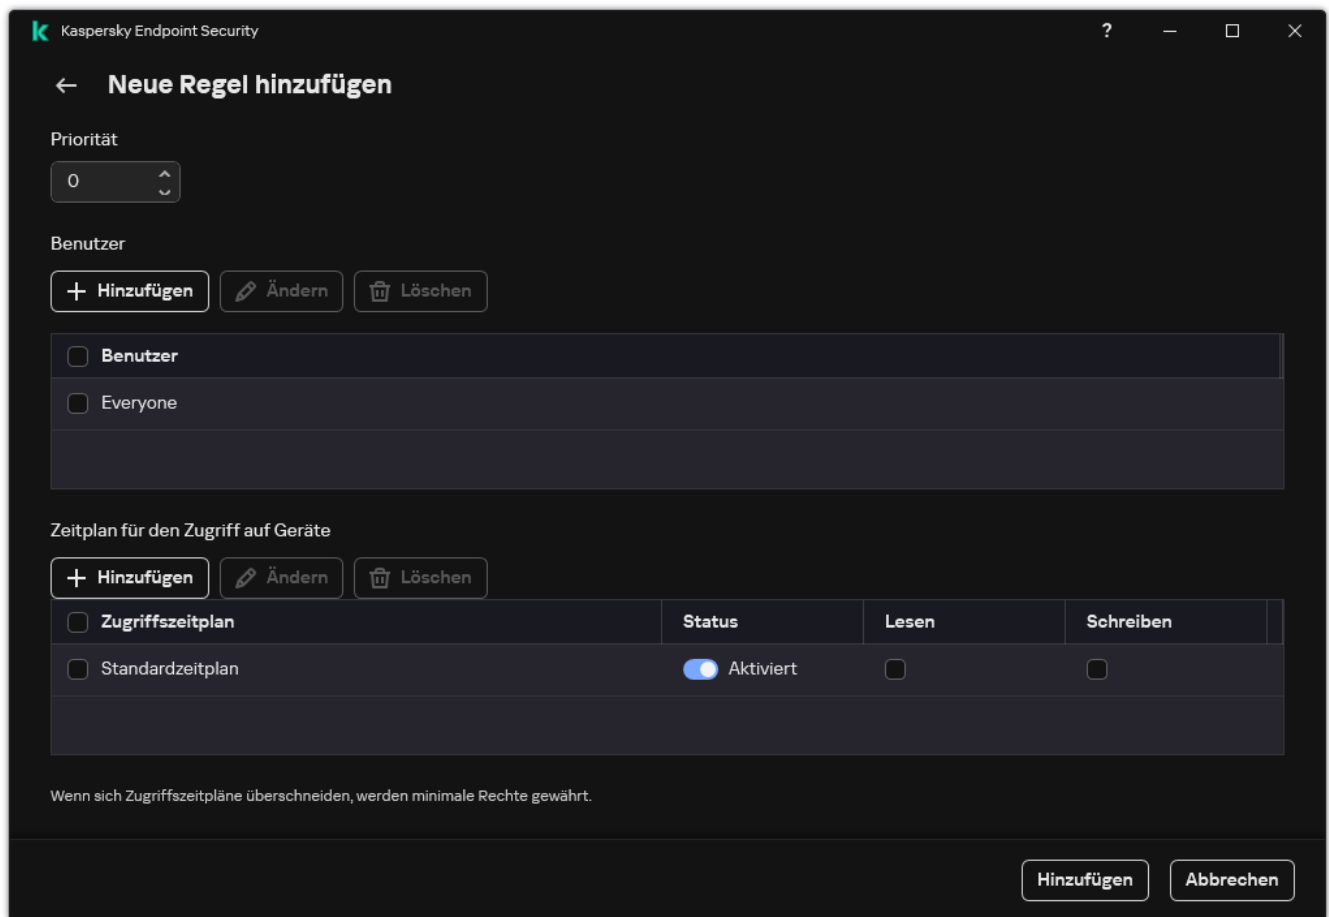 Kaspersky Endpoint Security ?
Neue Regel hinzufügen
Priorität
0
Benutzer
Hinzufügen Ändern Löschen
Benutzer
Everyone
Zeitplan für den Zugriff auf Geräte
Hinzufügen Ändern Löschen
Zugriffszeitplan Status Lesen Schreiben
Standardzeitplan Aktiviert
Wenn sich Zugriffszeitpläne überschneiden, werden minimale Rechte gewährt.
Hinzufügen Abbrechen